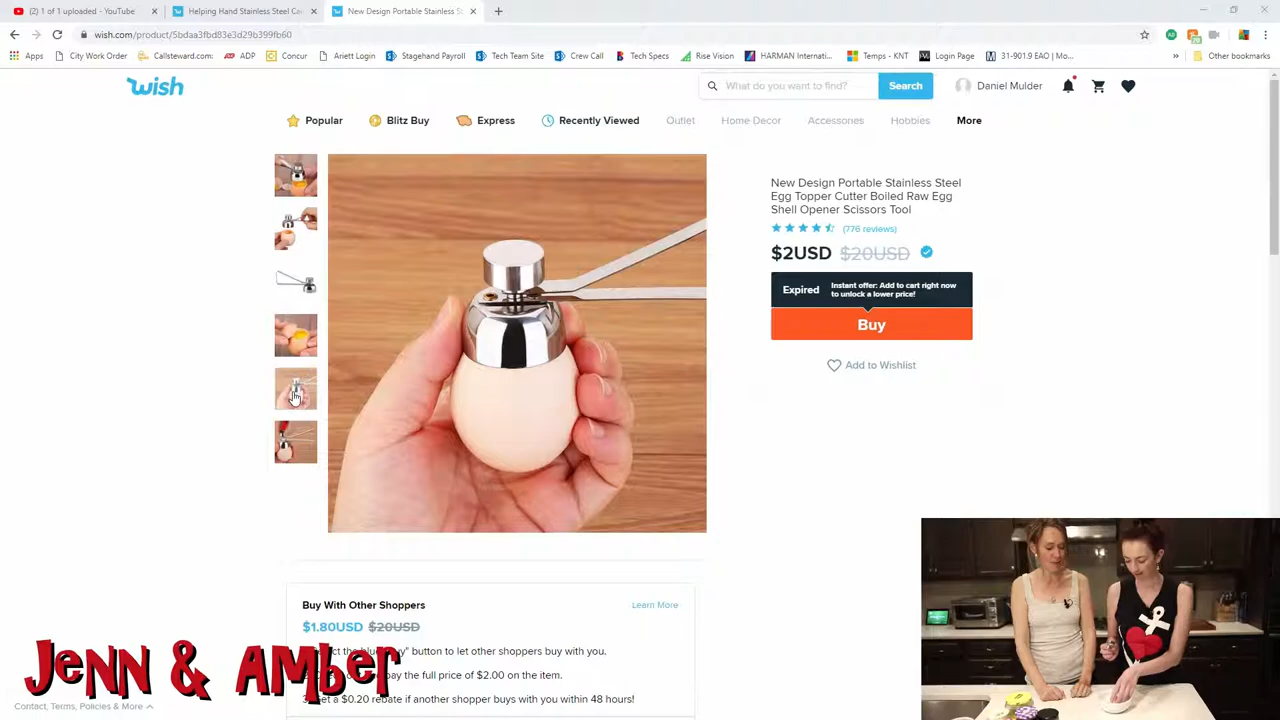 (2) 1 of 1 uploaded - YouTube
Helping Hand Stainless Steel Ca
New Design Portable Stainless S
wish.com/product/5bdaa3fbd83e3d29b399fb60
Apps City Work Order Callsteward.com: ADP Concur Ariett Login Stagehand Payroll Tech Team Site Crew Call Tech Specs Rise Vision HARMAN Internati... Temps - KNT Login Page 31-901.9 EAO | Mo... » Other bookmarks
wish
What do you want to find?
Search
Daniel Mulder
Popular Blitz Buy Express Recently Viewed Outlet Home Decor Accessories Hobbies More
New Design Portable Stainless Steel
Egg Topper Cutter Boiled Raw Egg
Shell Opener Scissors Tool
(776 reviews)
$2USD $20USD
Expired
Instant offer: Add to cart right now
to unlock a lower price!
Buy
Add to Wishlist
Buy With Other Shoppers
Learn More
$1.80USD $20USD
button to let other shoppers buy with you.
pay the full price of $2.00 on the item.
a $0.20 rebate if another shopper buys with you within 48 hours!
Jenn & Amber
Contact, Terms, Policies & More